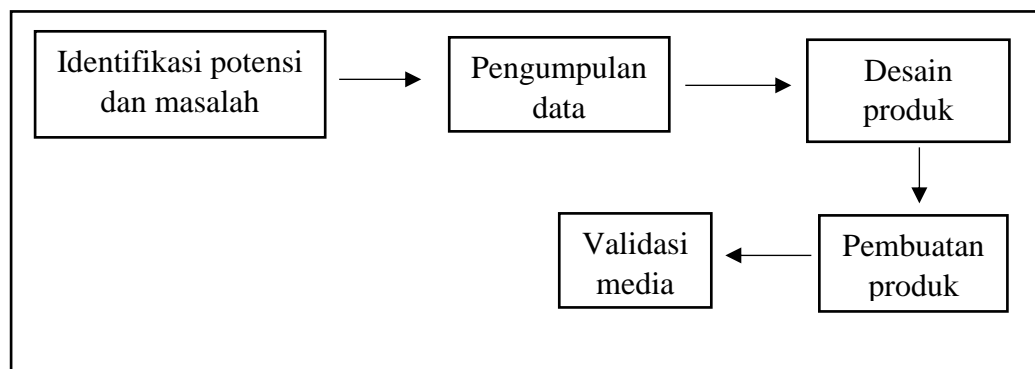 Identifikasi potensi
dan masalah
Pengumpulan
data
Desain
produk
Pembuatan
produk
Validasi
media